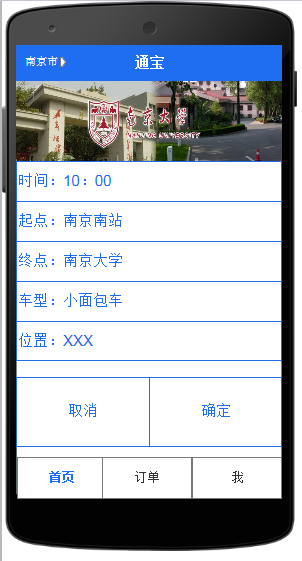 南京市
通宝
南京大学
NANJING UNIVERSITY
时间：10：00
起点：南京南站
终点：南京大学
车型：小面包车
位置：XXX
取消 确定
首页 订单 我